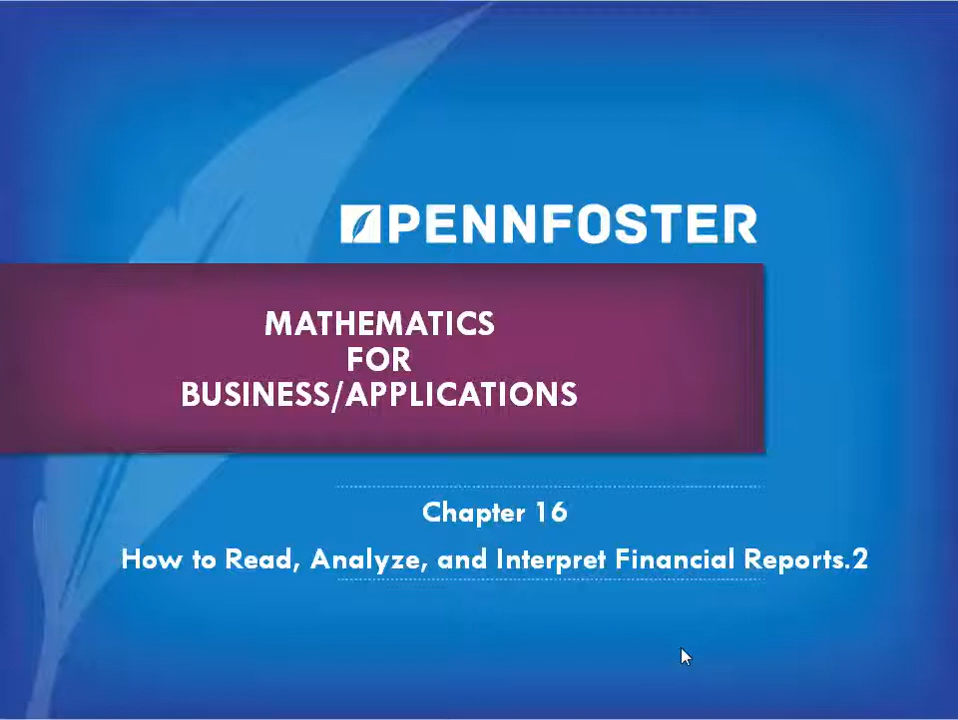 PENNFOSTER
MATHEMATICS
FOR
BUSINESS/APPLICATIONS
Chapter 16
How to Read, Analyze, and Interpret Financial Reports.2